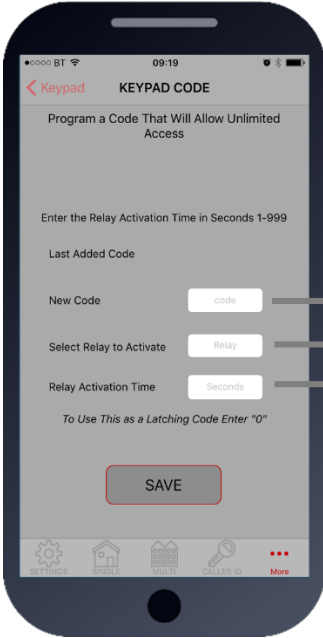 ●○○○○ BT 09:19
Keypad KEYPAD CODE
Program a Code That Will Allow Unlimited
Access
Enter the Relay Activation Time in Seconds 1-999
Last Added Code
New Code code
Select Relay to Activate Relay
Relay Activation Time Seconds
To Use This as a Latching Code Enter "0"
SAVE
SETTINGS SINGLE MULTI CALLER ID More